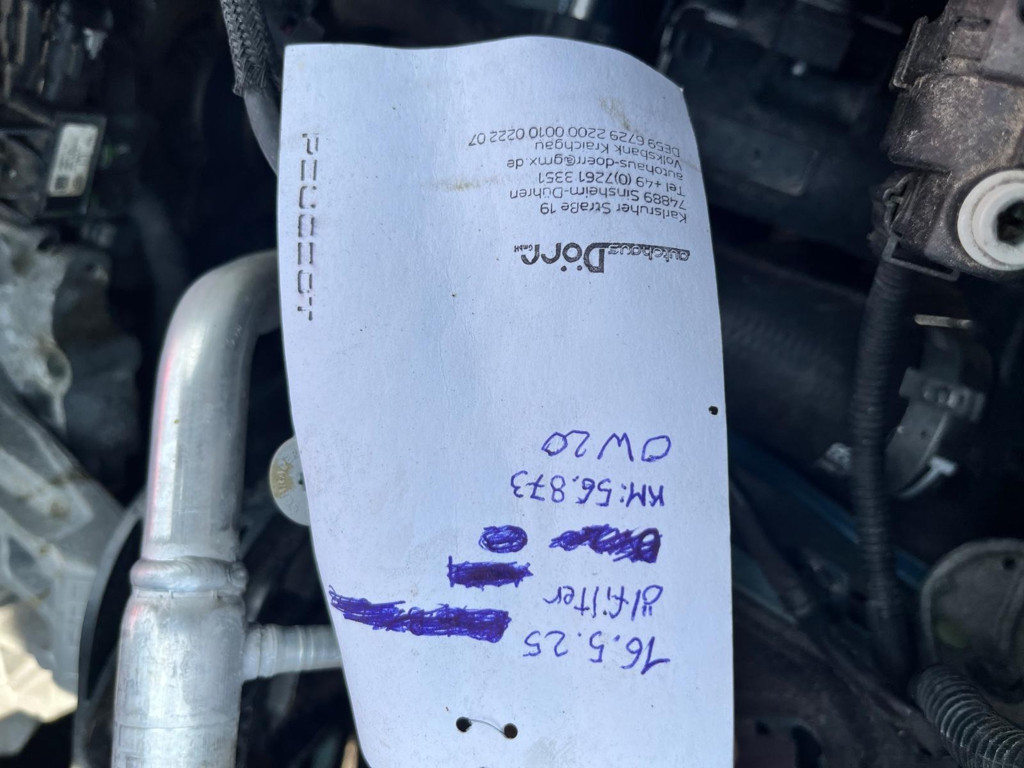 16.5.25
ölfilter
KM: 56.873
0W20
autohaus Dörr GmbH
Karlsruher Straße 19
74889 Sinsheim-Dühren
Tel +49 (0)7261 3351
autohaus-doerr@gmx.de
Volksbank Kraichgau
DE59 6729 2200 0010 0222 07
PEUGEOT